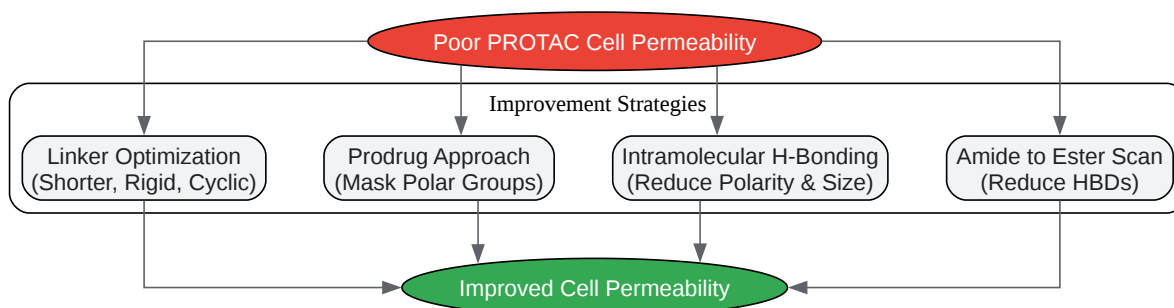 Poor PROTAC Cell Permeability
Improvement Strategies
Linker Optimization
(Shorter, Rigid, Cyclic)
Prodrug Approach
(Mask Polar Groups)
Intramolecular H-Bonding
(Reduce Polarity & Size)
Amide to Ester Scan
(Reduce HBDs)
Improved Cell Permeability